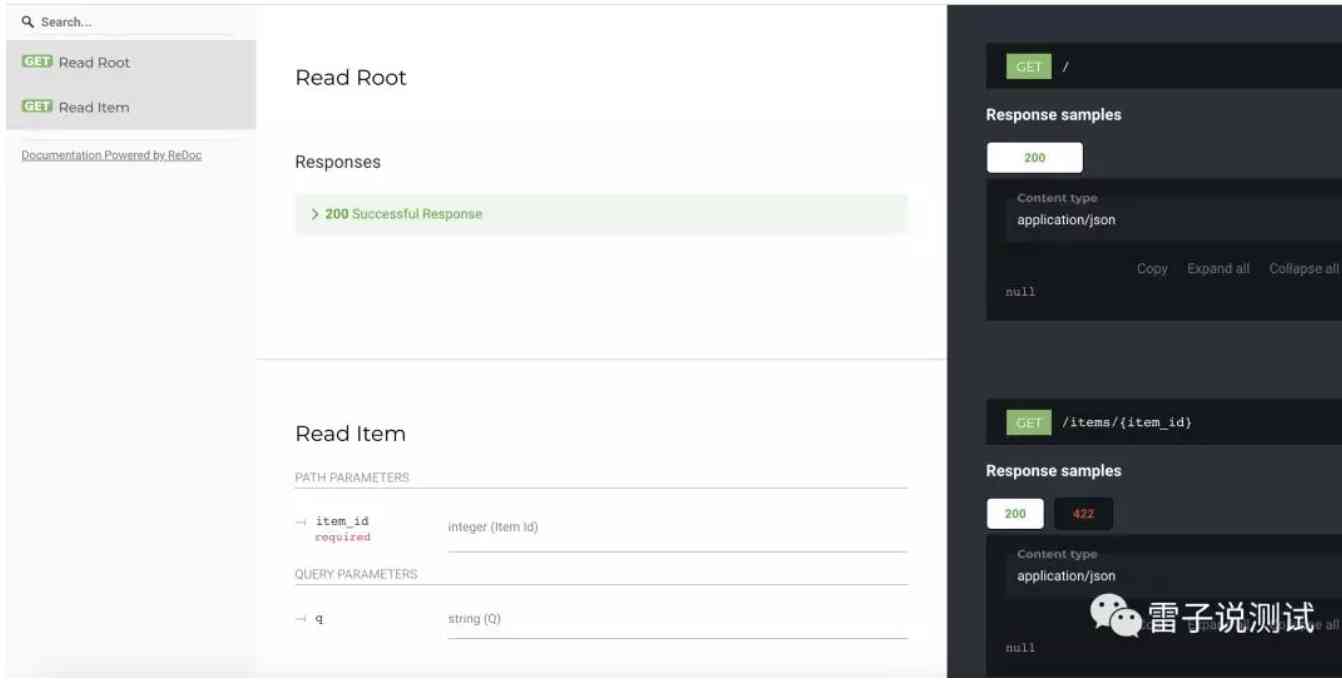 Search...
GET Read Root
GET Read Item
Documentation Powered by ReDoc
Read Root
Responses
200 Successful Response
GET /
Response samples
200
Content type
application/json
Copy Expand all Collapse all
null
Read Item
PATH PARAMETERS
item_id
required
integer (Item Id)
QUERY PARAMETERS
q
string (Q)
GET /items/{item_id}
Response samples
200 422
Content type
application/json
雷子说测试
null